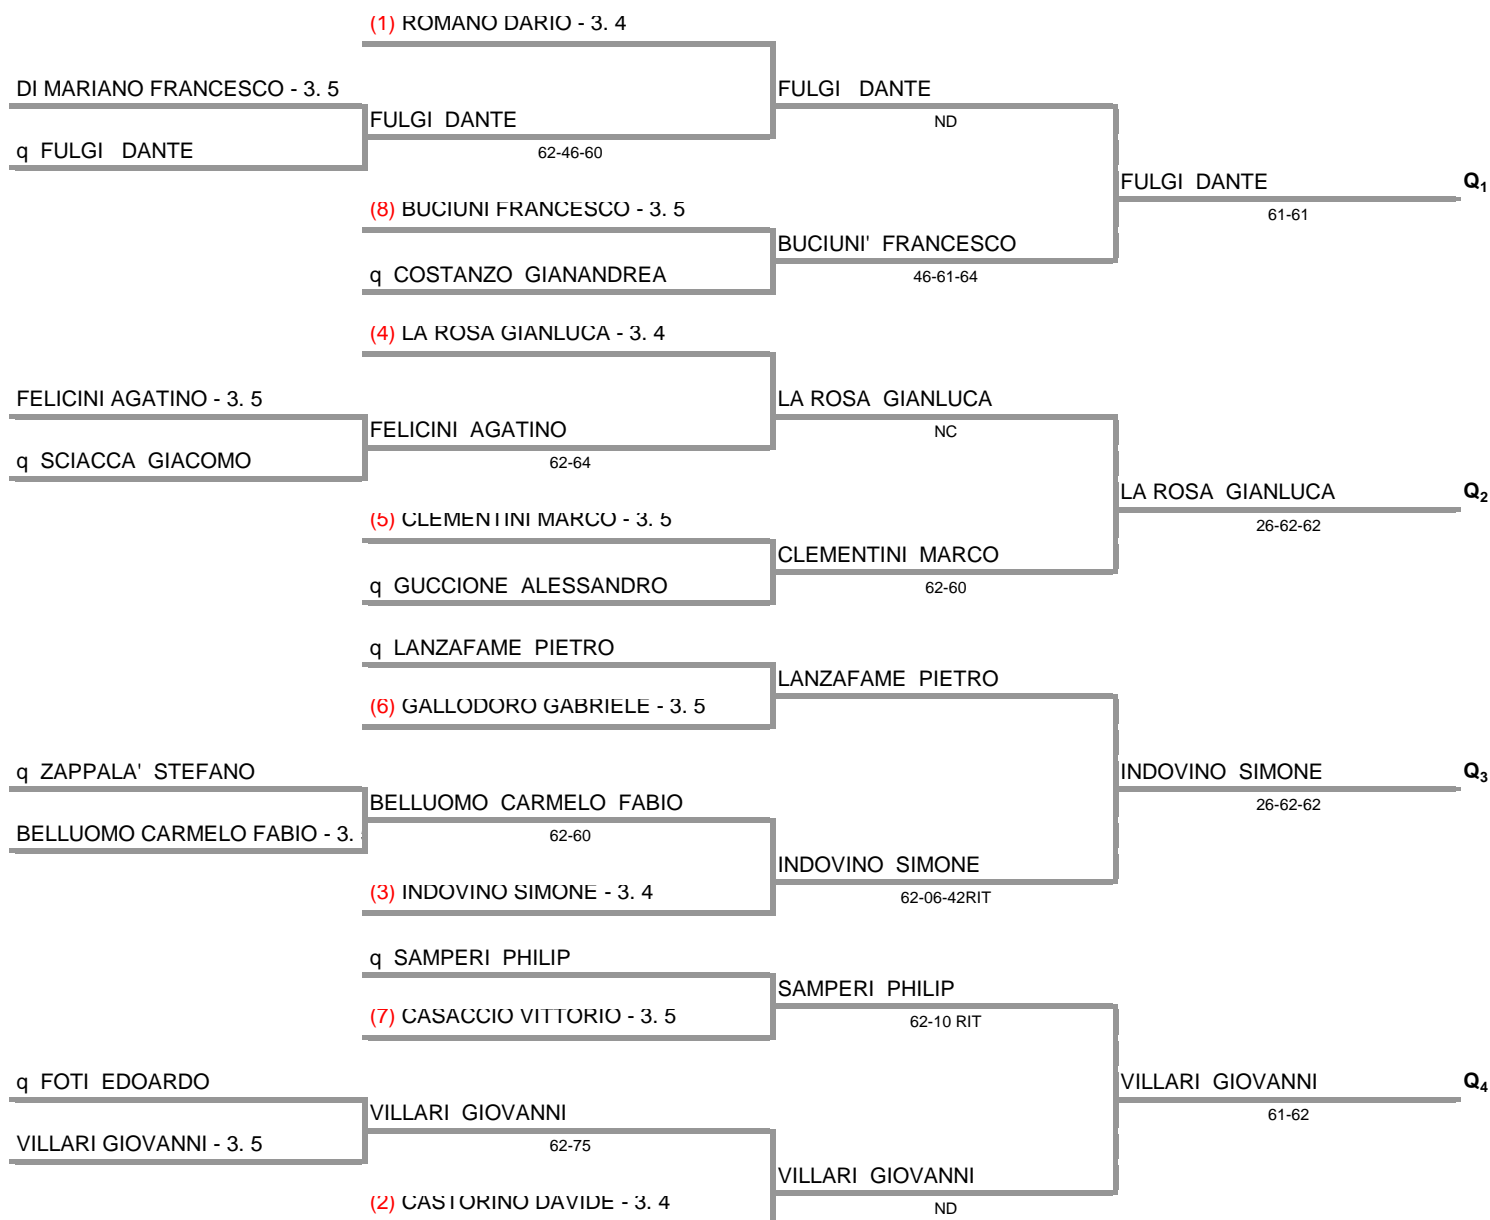 (1) ROMANO DARIO - 3. 4
DI MARIANO FRANCESCO - 3. 5
FULGI DANTE
ND
FULGI DANTE
62-46-60
q FULGI DANTE
FULGI DANTE Q1
61-61
(8) BUCIUNI FRANCESCO - 3. 5
BUCIUNI' FRANCESCO
46-61-64
q COSTANZO GIANANDREA
(4) LA ROSA GIANLUCA - 3. 4
FELICINI AGATINO - 3. 5
LA ROSA GIANLUCA
NC
FELICINI AGATINO
62-64
q SCIACCA GIACOMO
LA ROSA GIANLUCA Q2
26-62-62
(5) CLEMENTINI MARCO - 3. 5
CLEMENTINI MARCO
62-60
q GUCCIONE ALESSANDRO
q LANZAFAME PIETRO
LANZAFAME PIETRO
(6) GALLODORO GABRIELE - 3. 5
q ZAPPALA' STEFANO
INDOVINO SIMONE Q3
26-62-62
BELLUOMO CARMELO FABIO
62-60
BELLUOMO CARMELO FABIO - 3.
INDOVINO SIMONE
62-06-42RIT
(3) INDOVINO SIMONE - 3. 4
q SAMPERI PHILIP
SAMPERI PHILIP
62-10 RIT
(7) CASACCIO VITTORIO - 3. 5
q FOTI EDOARDO
VILLARI GIOVANNI Q4
61-62
VILLARI GIOVANNI
62-75
VILLARI GIOVANNI - 3. 5
VILLARI GIOVANNI
ND
(2) CASTORINO DAVIDE - 3. 4